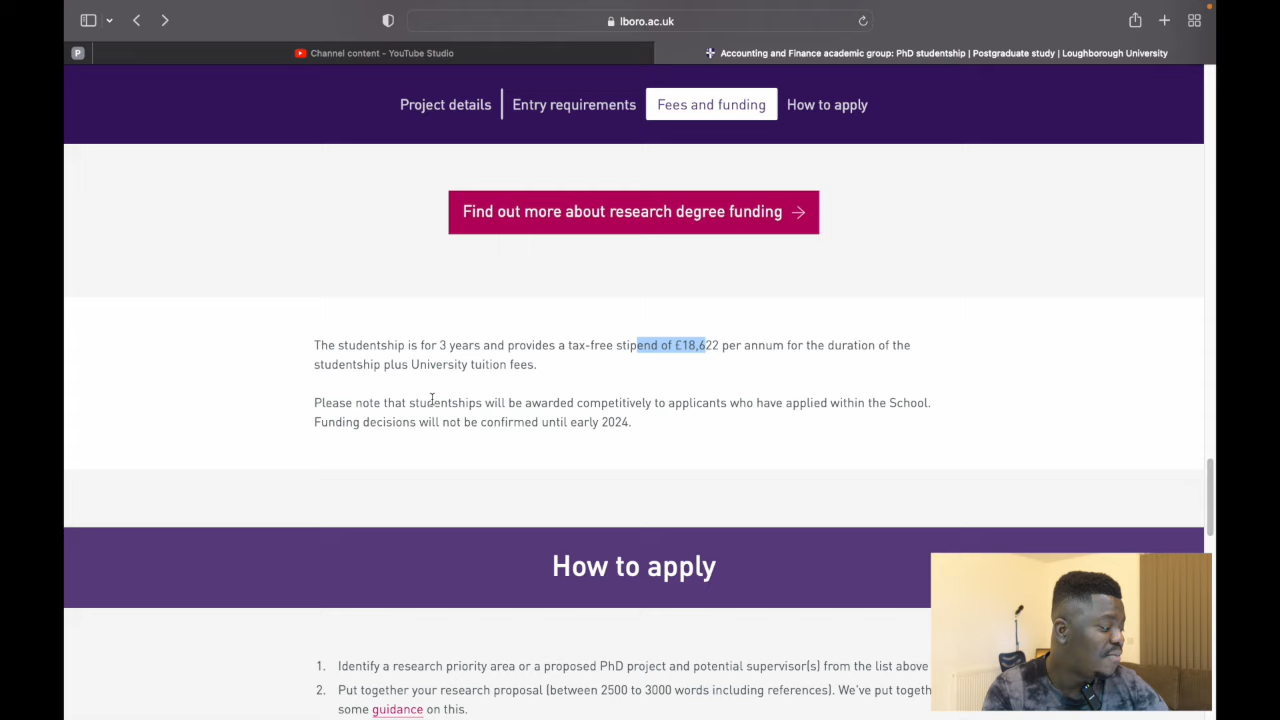 lboro.ac.uk
P
Channel content - YouTube Studio
Accounting and Finance academic group: PhD studentship | Postgraduate study | Loughborough University
Project details
Entry requirements
Fees and funding
How to apply
Find out more about research degree funding
The studentship is for 3 years and provides a tax-free stipend of £18,622 per annum for the duration of the
studentship plus University tuition fees.
Please note that studentships will be awarded competitively to applicants who have applied within the School.
Funding decisions will not be confirmed until early 2024.
How to apply
1. Identify a research priority area or a proposed PhD project and potential supervisor(s) from the list above
2. Put together your research proposal (between 2500 to 3000 words including references). We've put togeth
some guidance on this.